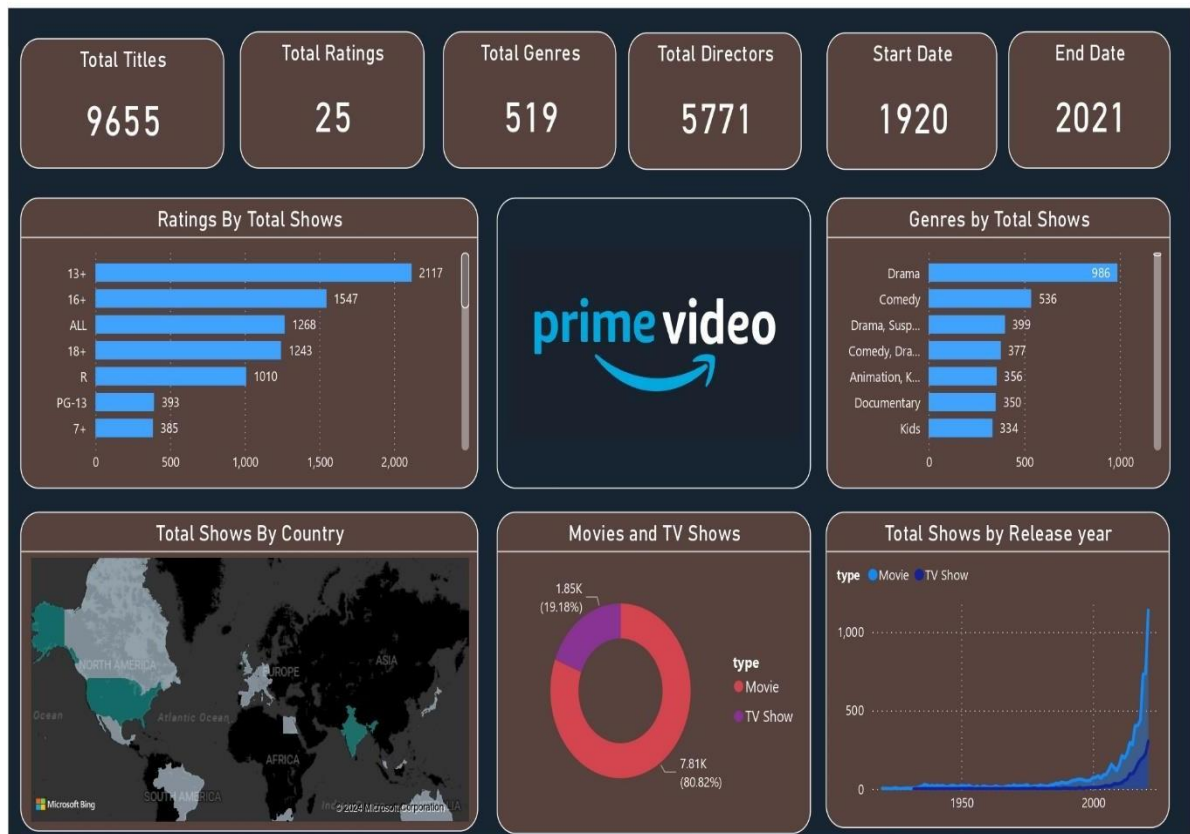 Total Titles
9655
Total Ratings
25
Total Genres
519
Total Directors
5771
Start Date
1920
End Date
2021
Ratings By Total Shows
13+ 2117
16+ 1547
ALL 1268
18+ 1243
R 1010
PG-13 393
7+ 385
0 500 1,000 1,500 2,000
prime video
Genres by Total Shows
Drama 986
Comedy 536
Drama, Susp... 399
Comedy, Dra... 377
Animation, K... 356
Documentary 350
Kids 334
0 500 1,000
Total Shows By Country
NORTH AMERICA
EUROPE
ASIA
Ocean
Atlantic Ocean
AFRICA
SOUTH AMERICA
Microsoft Bing
© 2024 Microsoft Corporation
Movies and TV Shows
1.85K
(19.18%)
type
Movie
TV Show
7.81K
(80.82%)
Total Shows by Release year
type Movie TV Show
1,000
500
0
1950 2000